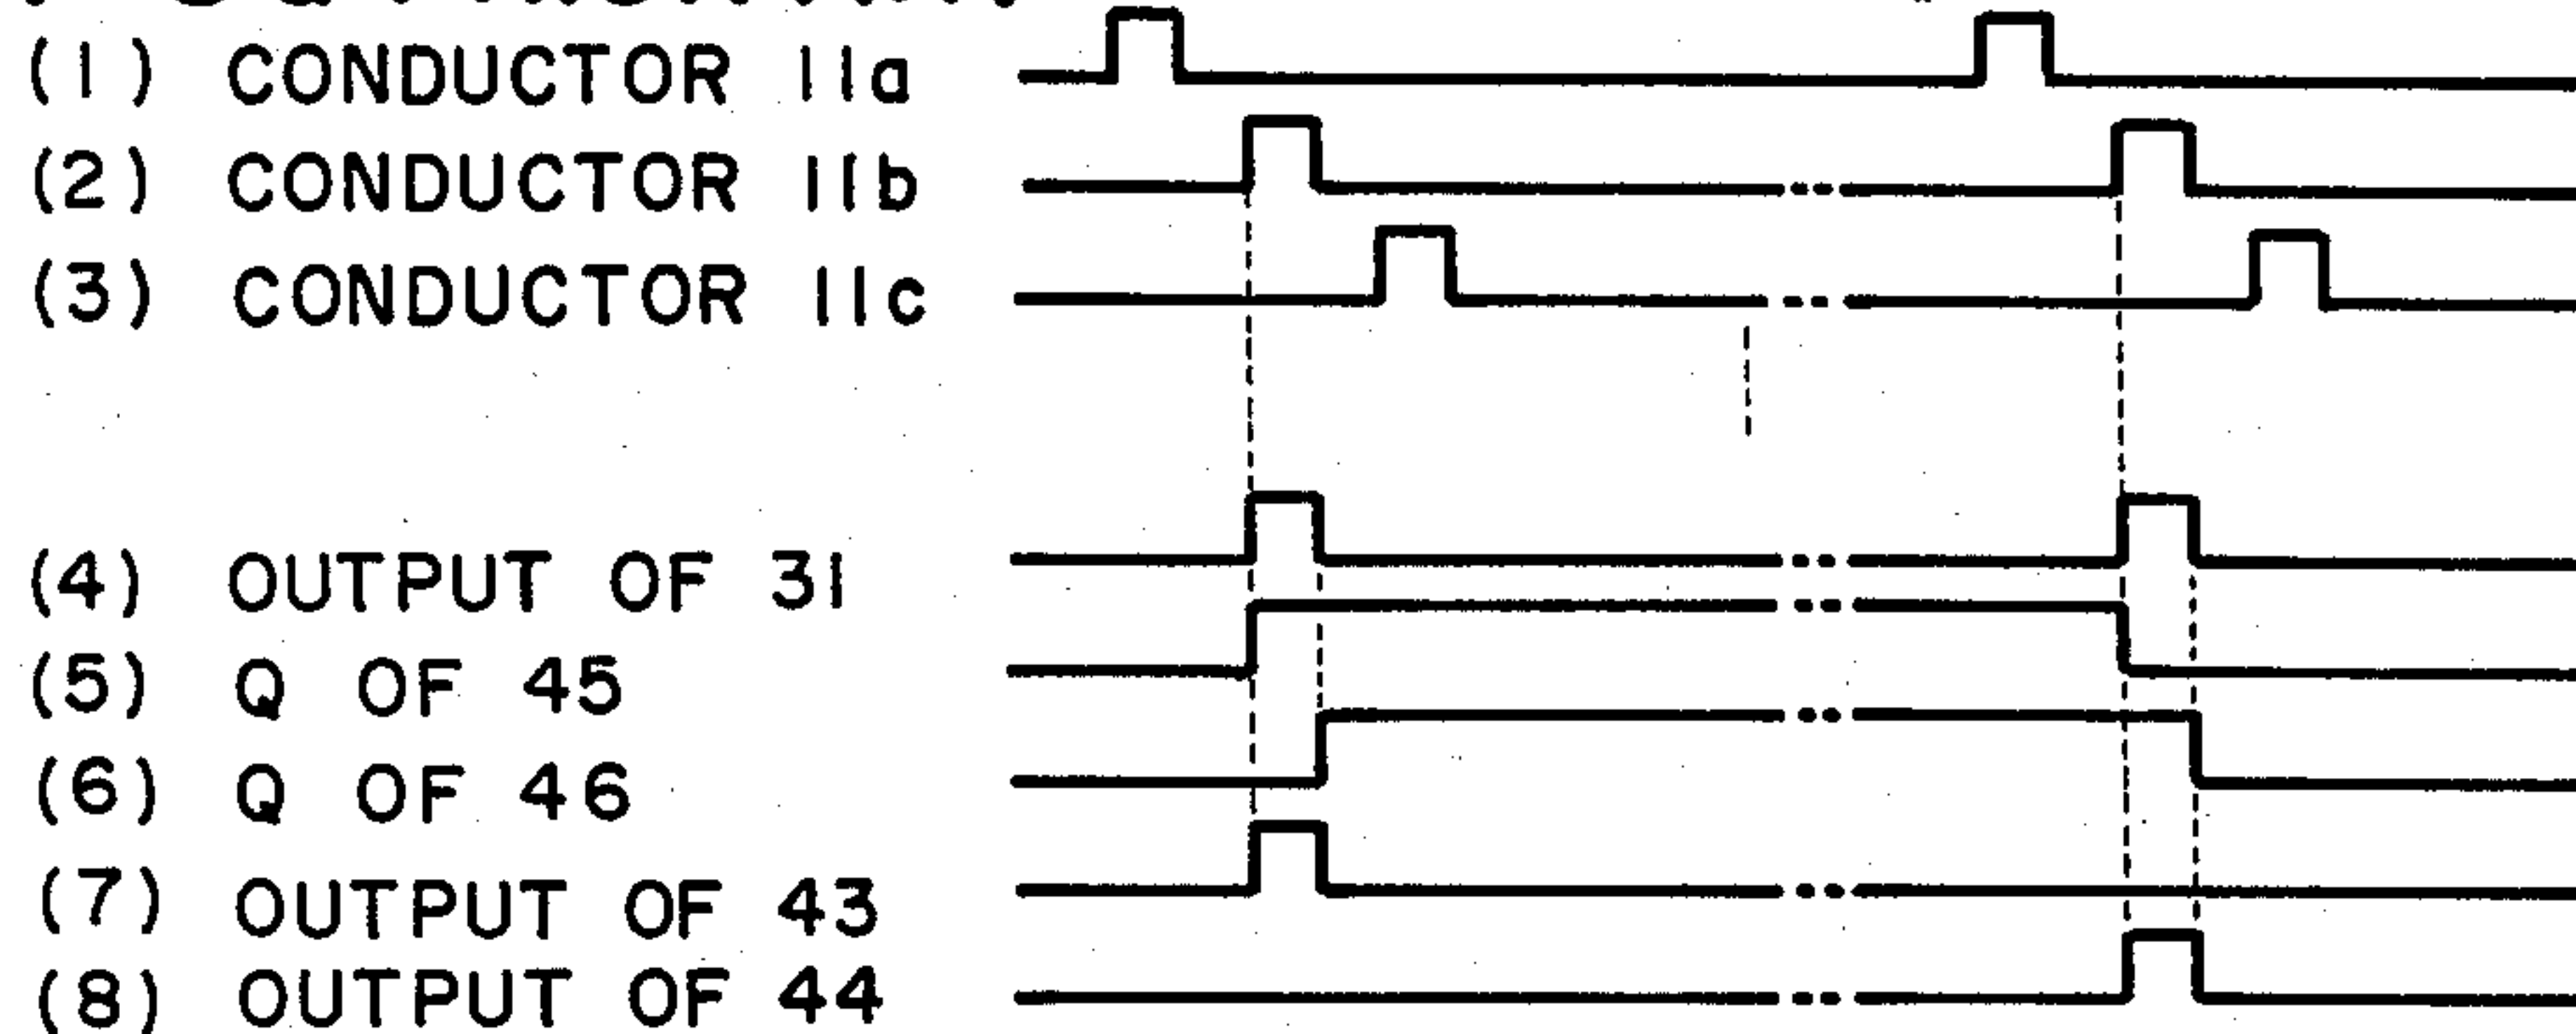 (1) CONDUCTOR 11a
(2) CONDUCTOR 11b
(3) CONDUCTOR 11c
(4) OUTPUT OF 31
(5) Q OF 45
(6) Q OF 46
(7) OUTPUT OF 43
(8) OUTPUT OF 44